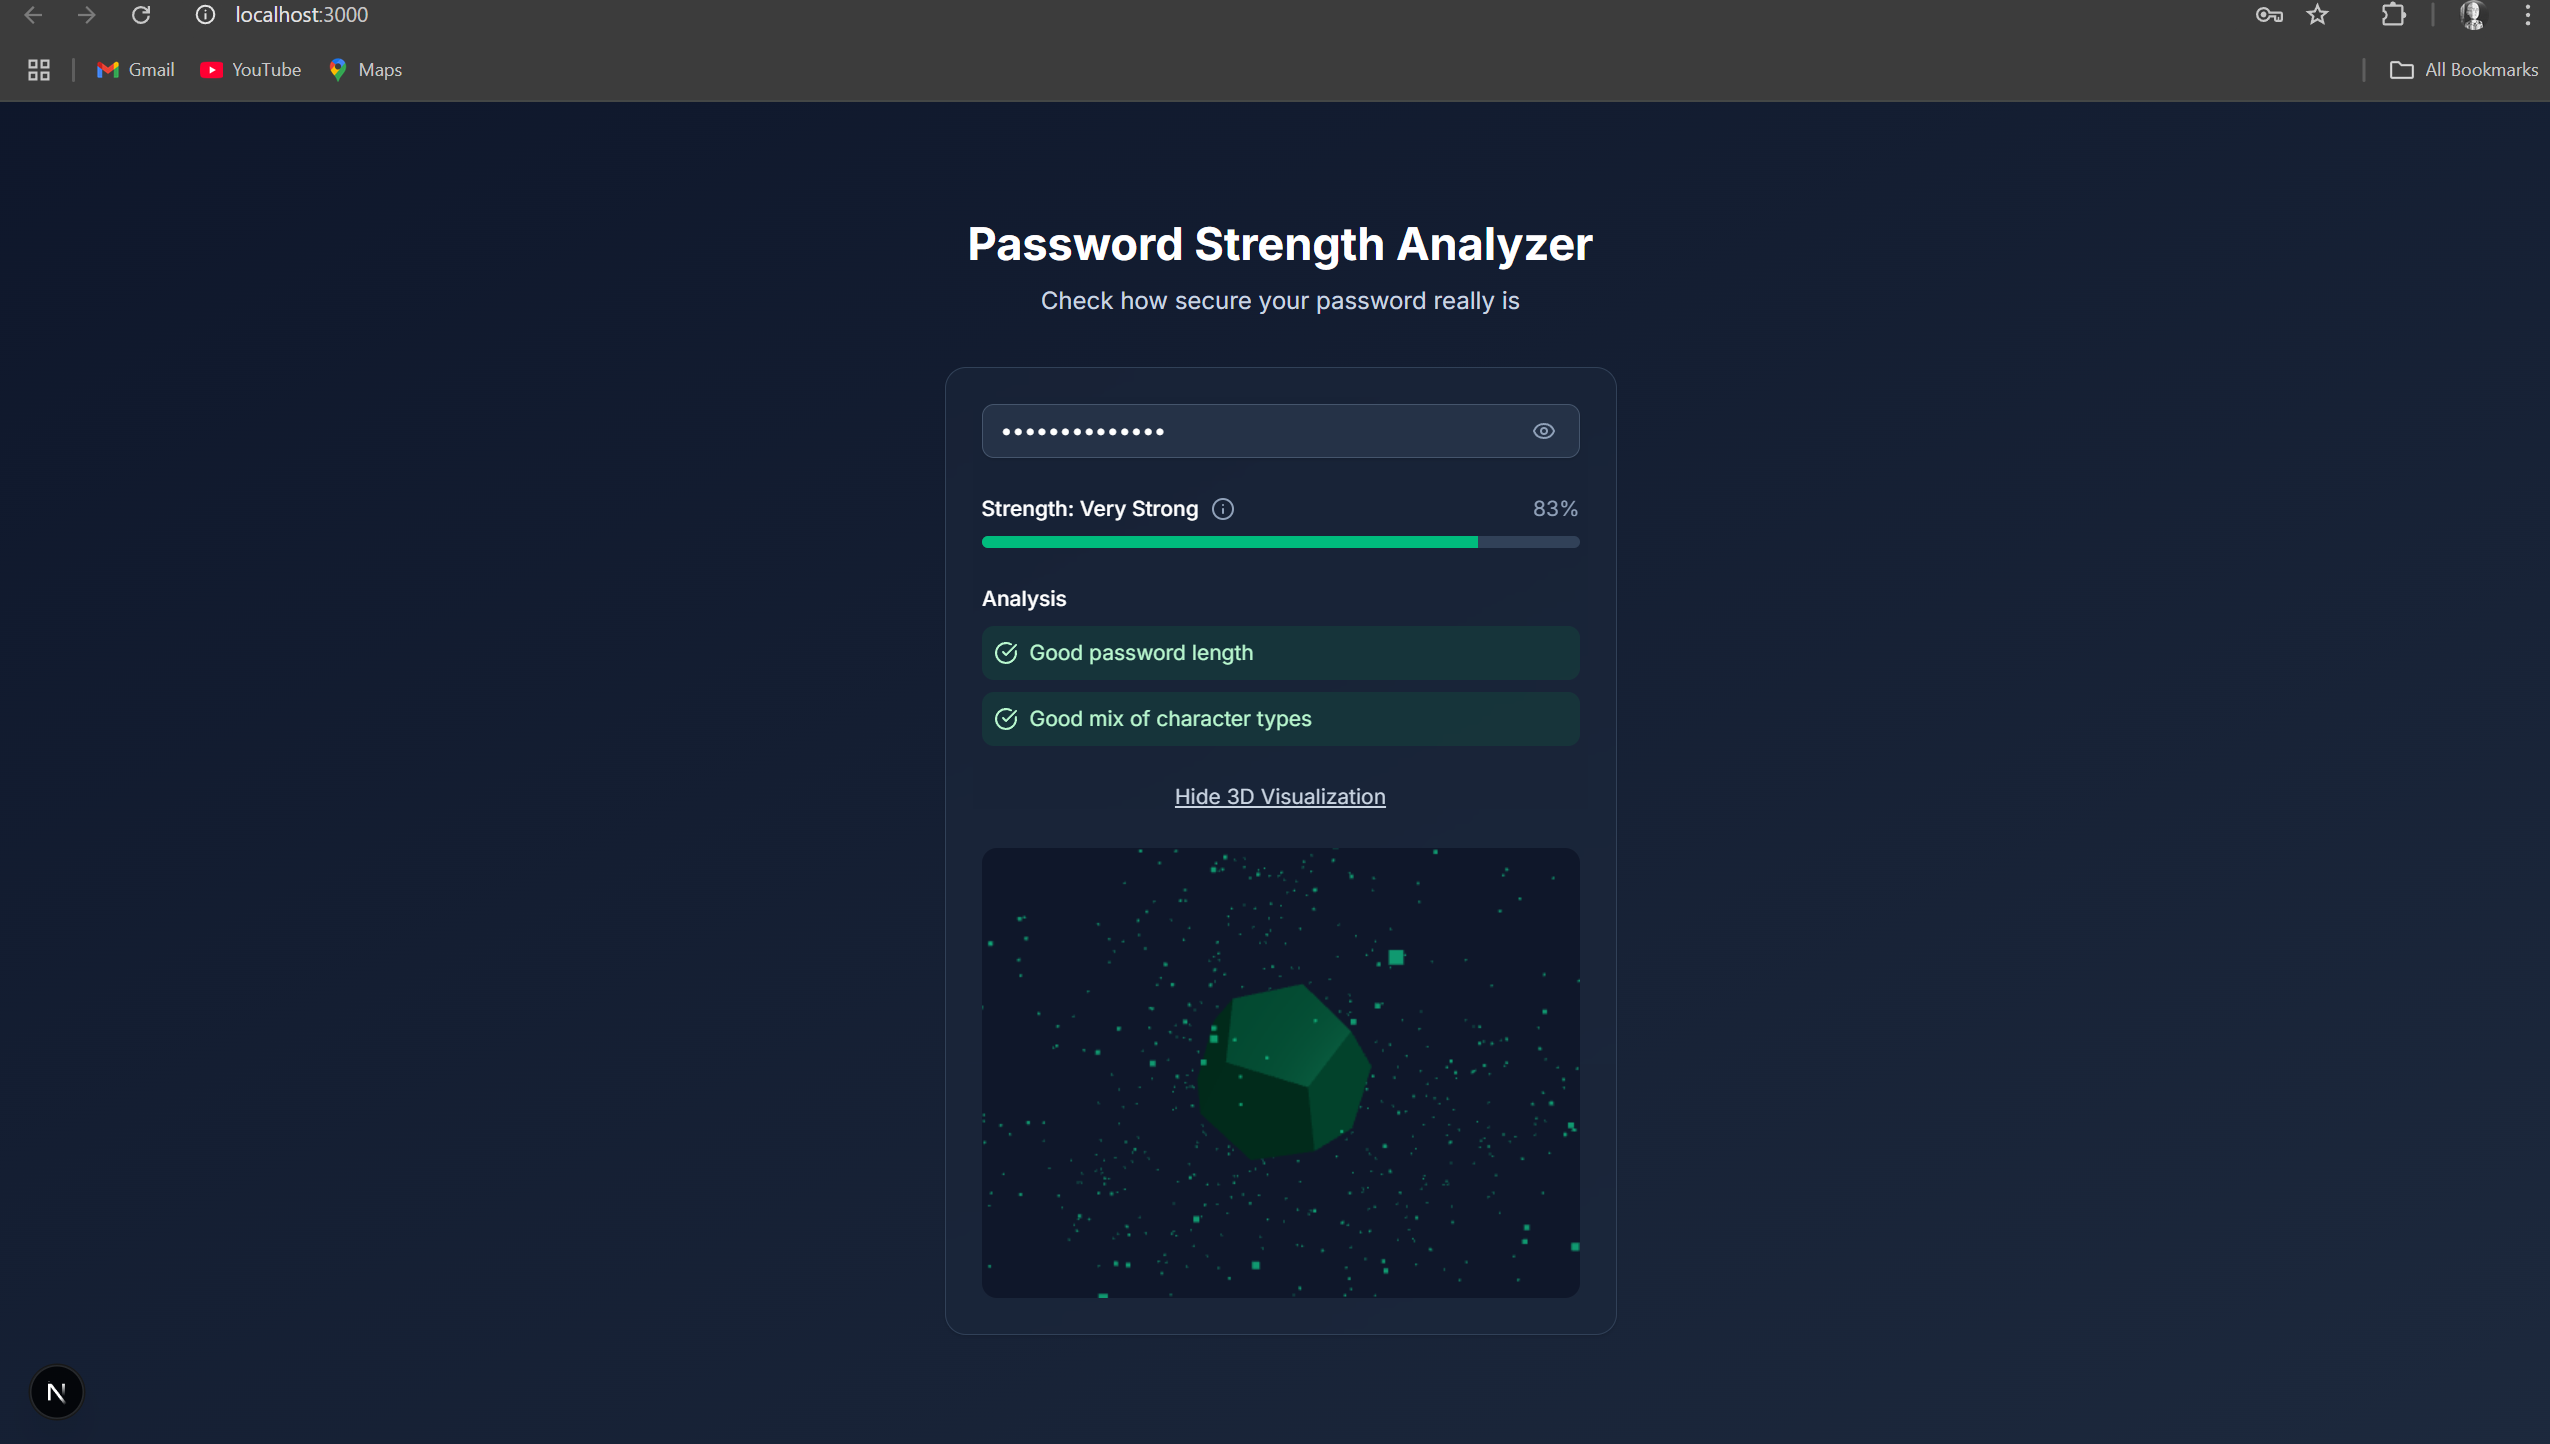 localhost:3000
Gmail
YouTube
Maps
All Bookmarks
Password Strength Analyzer
Check how secure your password really is
••••••••••••••
Strength: Very Strong
83%
Analysis
Good password length
Good mix of character types
Hide 3D Visualization
N